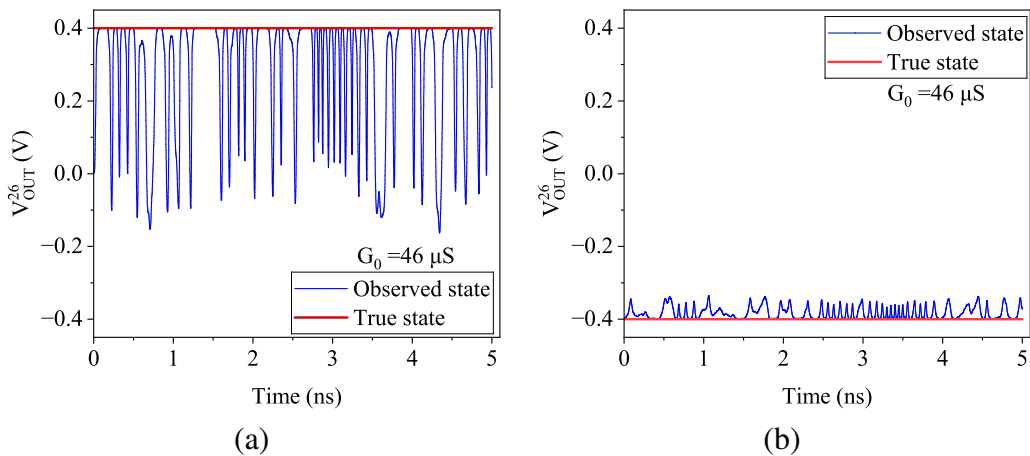 0.4
0.2
0.0
−0.2
−0.4
V²⁶OUT (V)
G₀ =46 μS
Observed state
True state
0 1 2 3 4 5
Time (ns)
(a)
0.4
0.2
0.0
−0.2
−0.4
V²⁶OUT (V)
Observed state
True state
G₀ =46 μS
0 1 2 3 4 5
Time (ns)
(b)